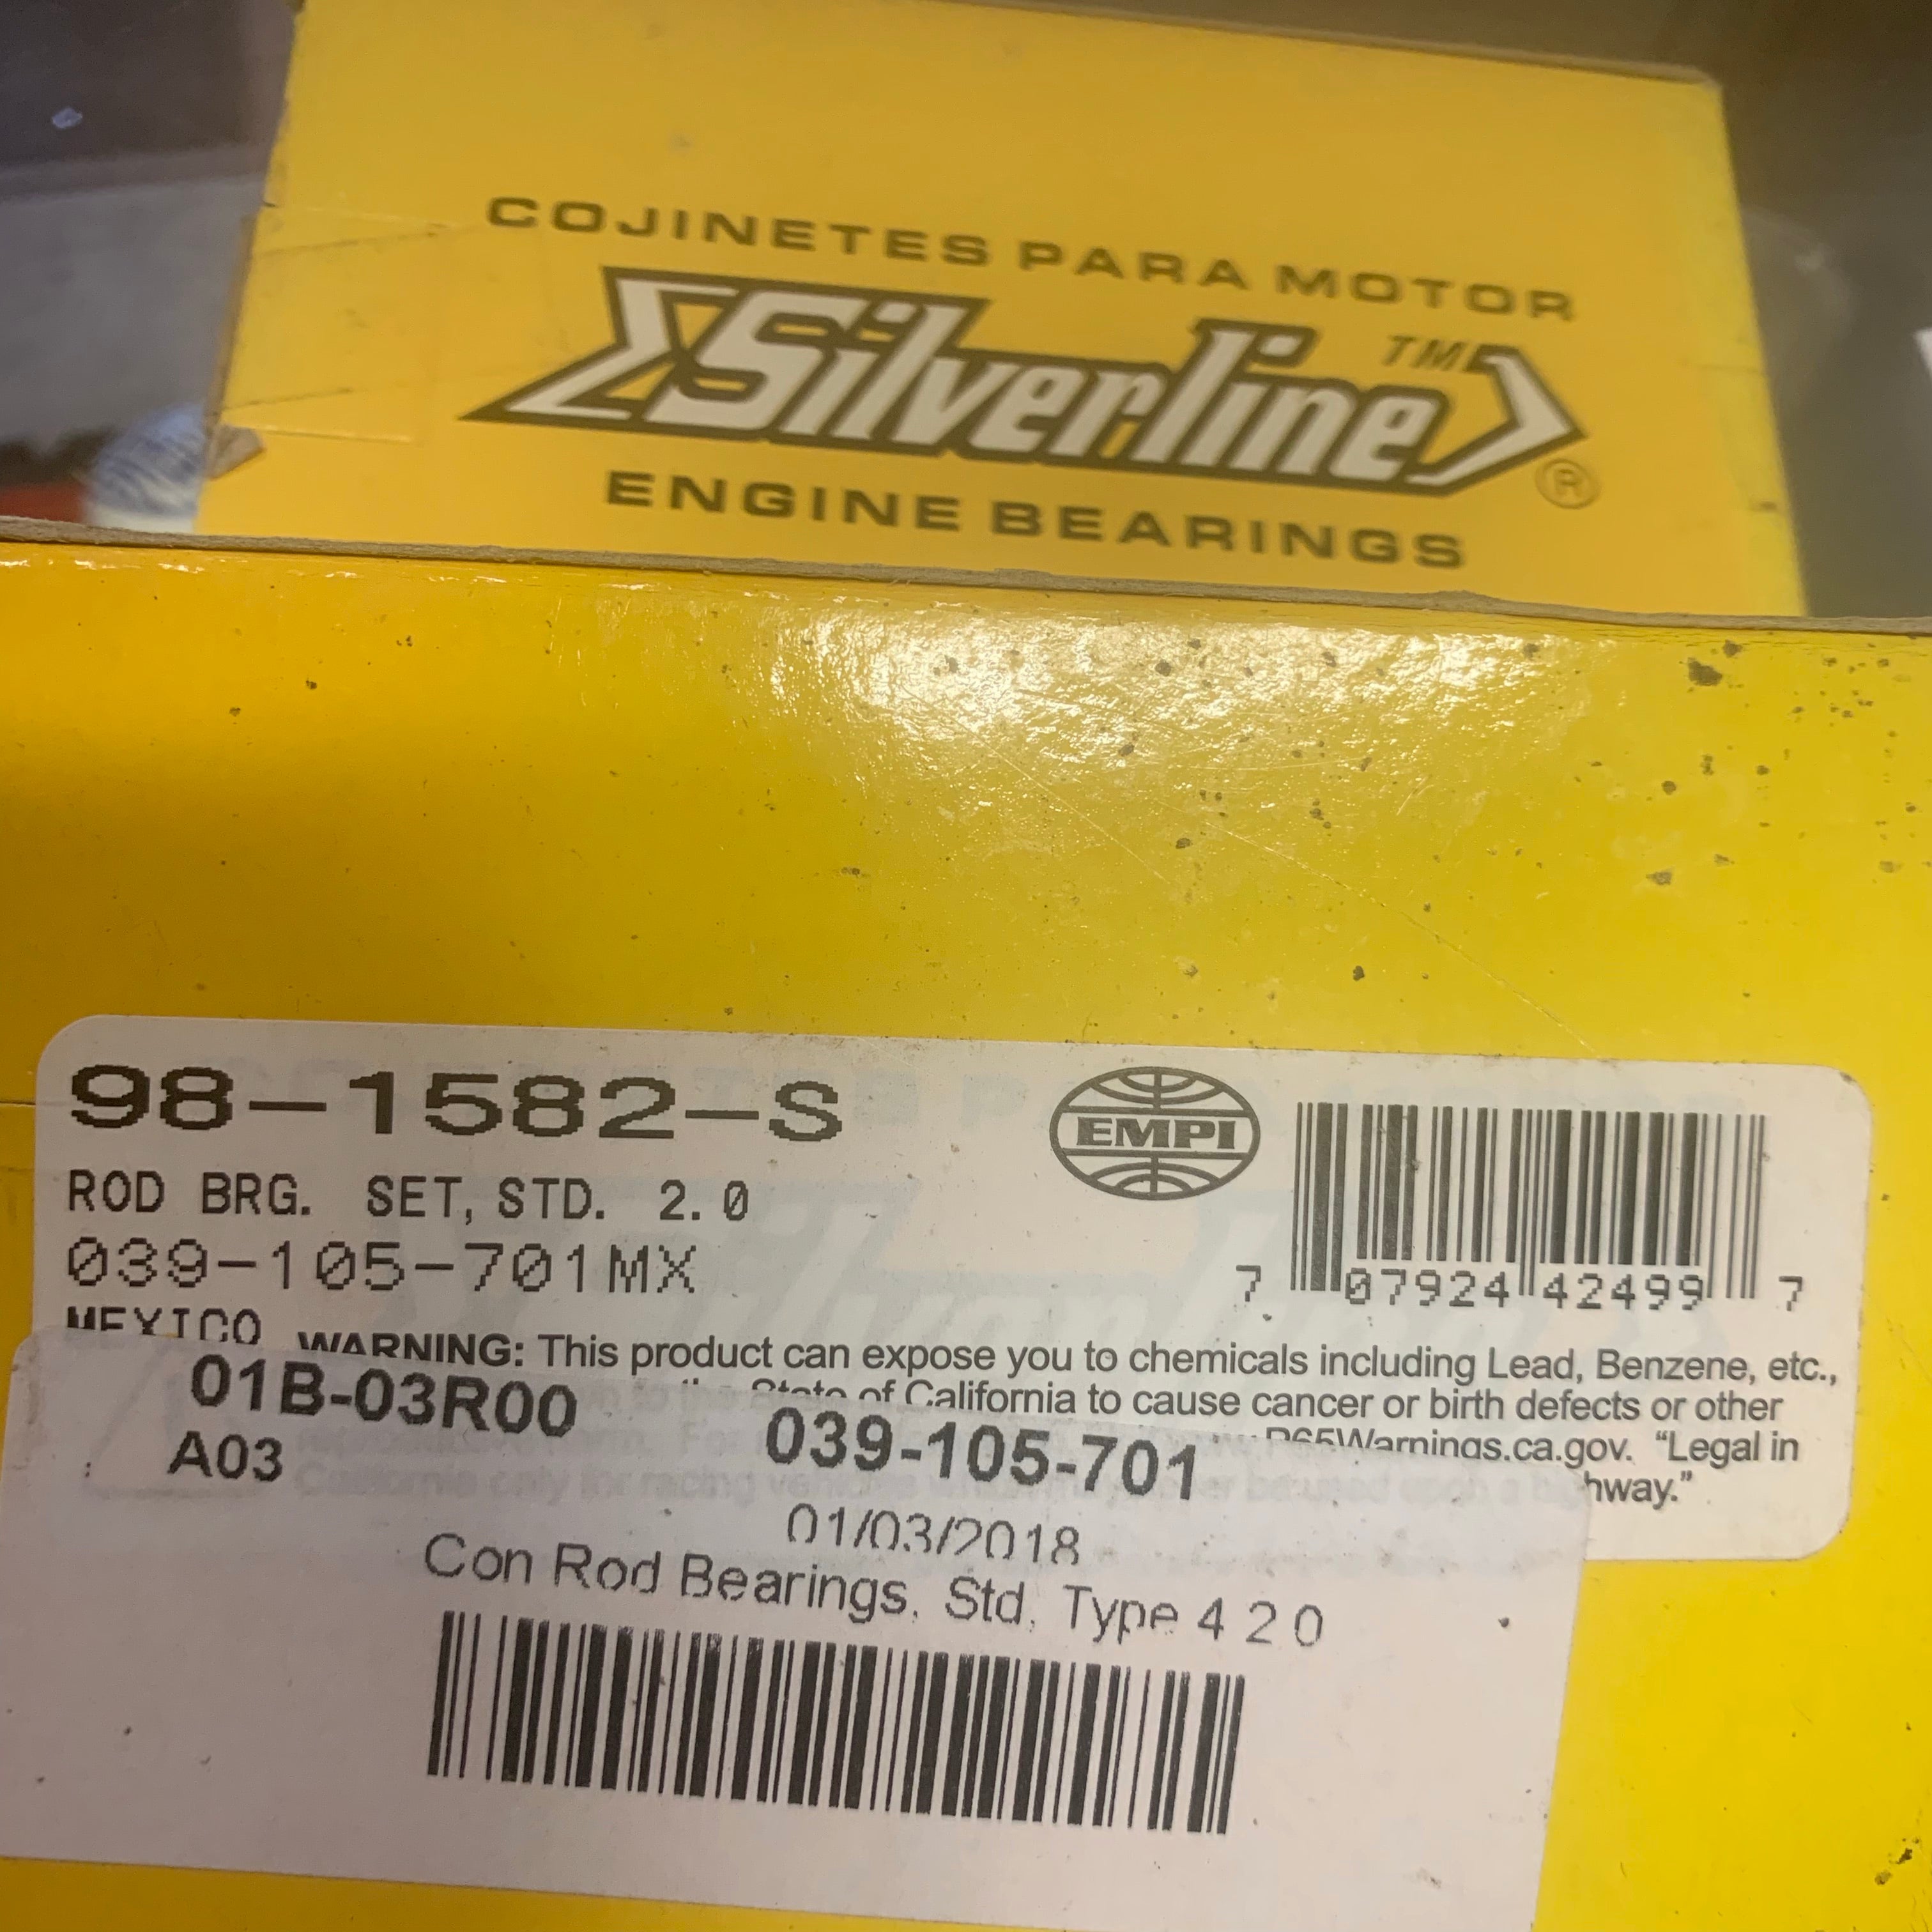 COJINETES PARA MOTOR
Silverline TM
®
ENGINE BEARINGS
98-1582-S
EMPI
ROD BRG. SET, STD. 2.0
039-105-701MX
7 07924 42499 7
MEXICO
WARNING: This product can expose you to chemicals including Lead, Benzene, etc.,
State of California to cause cancer or birth defects or other
P65Warnings.ca.gov. “Legal in
hway.”
01B-03R00
A03
039-105-701
01/03/2018
Con Rod Bearings, Std, Type 4 2 0